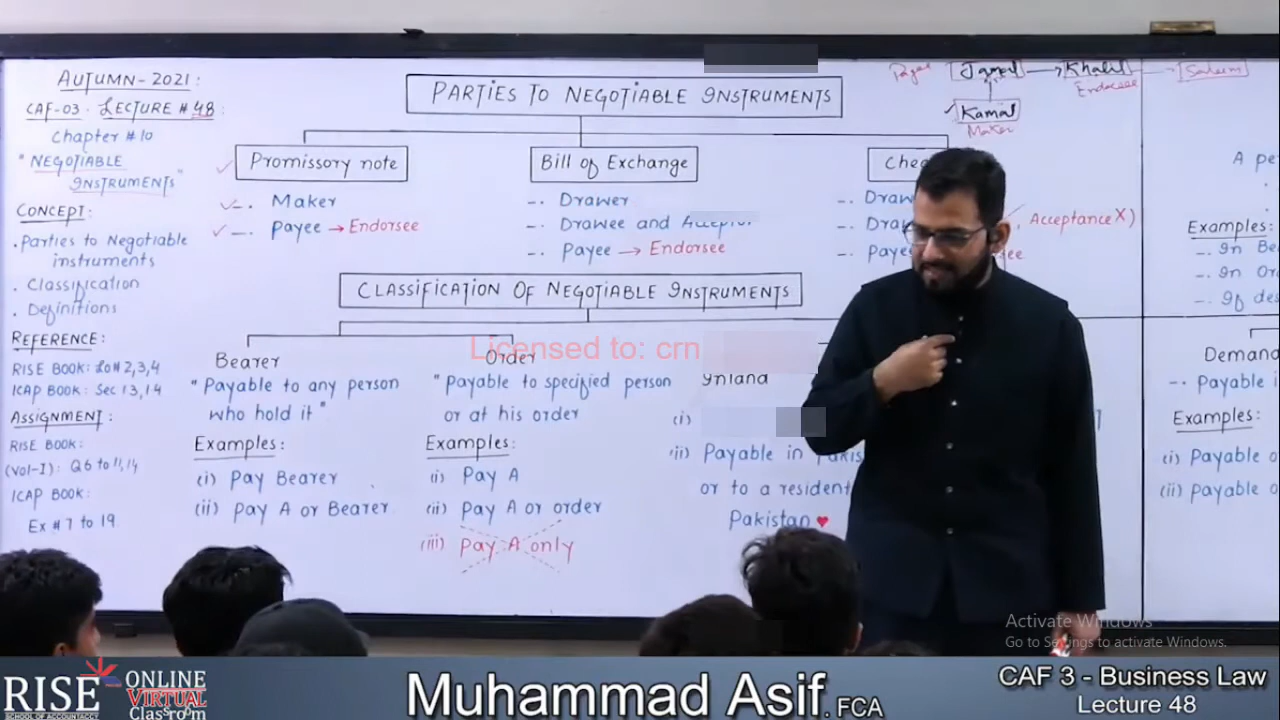 AUTUMN-2021:
CAF-03. LECTURE # 48:
Chapter # 10
"NEGOTIABLE
INSTRUMENTS"
CONCEPT:
. Parties to Negotiable
instruments
. Classification
. Definitions
REFERENCE:
RISE BOOK: Lo# 2,3,4
ICAP BOOK: Sec 13,14
ASSIGNMENT:
RISE BOOK:
(Vol-I): Q6 to 11,14
ICAP BOOK:
Ex # 7 to 19
PARTIES TO NEGOTIABLE INSTRUMENTS
Promissory note
-. Maker
-. Payee → Endorsee
Bill of Exchange
-. Drawer
-. Drawee and
-. Payee → Endorsee
Payee
Jamal → Khalil → Saleem
Endorsee
Kamal
Maker
Acceptance X)
CLASSIFICATION OF NEGOTIABLE INSTRUMENTS
Bearer
"Payable to any person
who hold it"
Examples:
(i) Pay Bearer
(ii) Pay A or Bearer
Order
"Payable to specified person
or at his order
Examples:
(i) Pay A
(ii) Pay A or order
(iii) Pay A only
Inland
(i)
(ii) Payable in
or to a resident
Pakistan ♥
Examples:
Demand
-. Payable
Examples:
(i) Payable
(ii) Payable
Licensed to: crn
Activate Windows
Go to Settings to activate Windows.
RISE
SCHOOL OF ACCOUNTANCY
ONLINE
VIRTUAL
Classroom
Muhammad Asif. FCA
CAF 3 - Business Law
Lecture 48